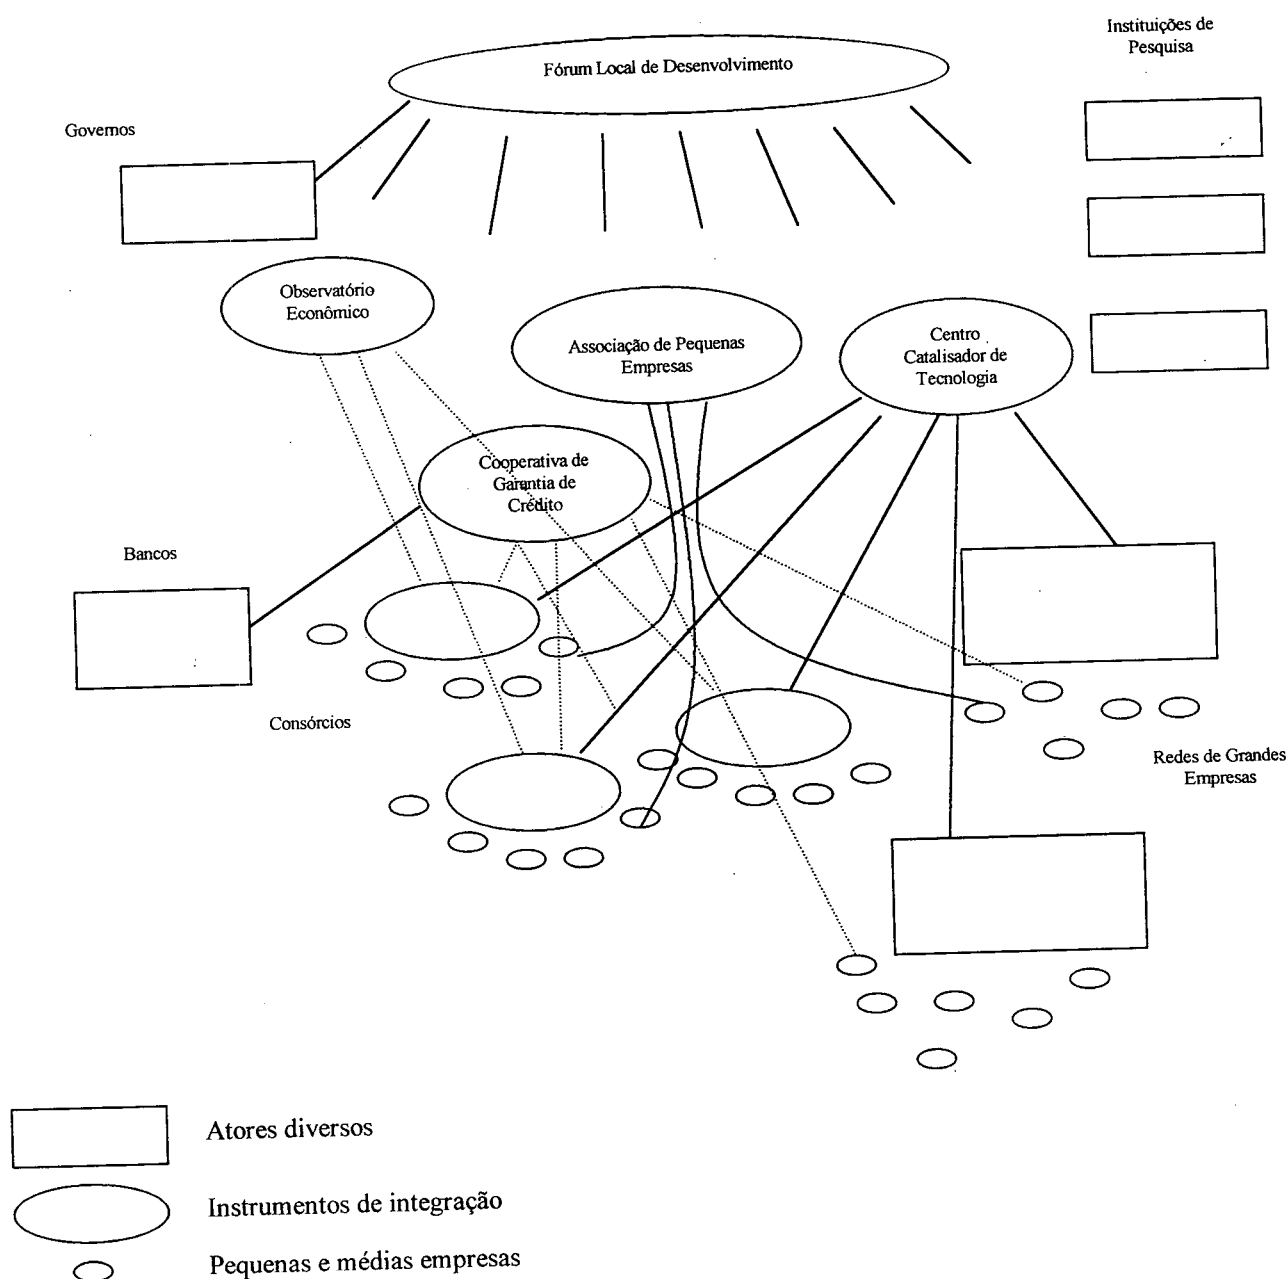 Instituições de
Pesquisa
Fórum Local de Desenvolvimento
Governos
Observatório
Econômico
Associação de Pequenas
Empresas
Centro
Catalisador de
Tecnologia
Cooperativa de
Garantia de
Crédito
Bancos
Consórcios
Redes de Grandes
Empresas
Atores diversos
Instrumentos de integração
Pequenas e médias empresas